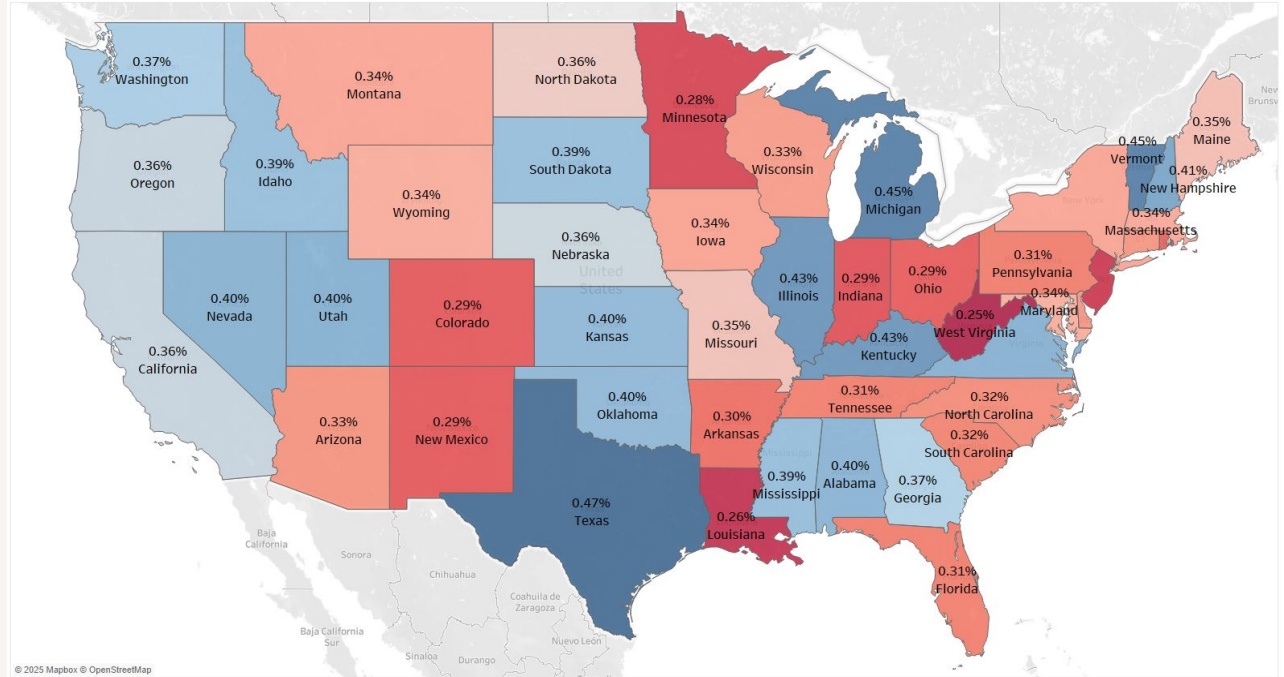 0.37%
Washington
0.34%
Montana
0.36%
North Dakota
0.28%
Minnesota
0.35%
Maine
New
Brunsw
0.36%
Oregon
0.39%
Idaho
0.39%
South Dakota
0.33%
Wisconsin
0.45%
Vermont
0.41%
New Hampshire
0.34%
Wyoming
0.45%
Michigan
New York
0.34%
Massachusetts
0.36%
Nebraska
United
States
0.34%
Iowa
0.31%
Pennsylvania
0.40%
Nevada
0.40%
Utah
0.29%
Colorado
0.40%
Kansas
0.43%
Illinois
0.29%
Indiana
0.29%
Ohio
0.34%
Maryland
0.25%
West Virginia
Virginia
0.36%
California
0.35%
Missouri
0.43%
Kentucky
0.33%
Arizona
0.29%
New Mexico
0.40%
Oklahoma
0.30%
Arkansas
0.31%
Tennessee
0.32%
North Carolina
0.32%
South Carolina
0.47%
Texas
0.26%
Louisiana
Mississippi
0.39%
Mississippi
0.40%
Alabama
0.37%
Georgia
0.31%
Florida
Baja
California
Sonora
Chihuahua
Coahuila de
Zaragoza
Baja California
Sur
Sinaloa
Durango
Nuevo León
© 2025 Mapbox © OpenStreetMap